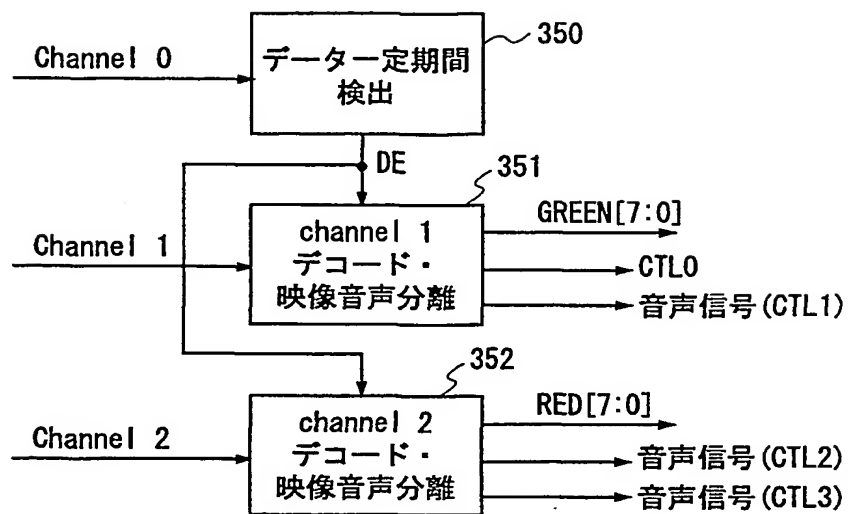 Channel 0
データー定期間
検出
350
DE
351
Channel 1
channel 1
デコード・
映像音声分離
GREEN[7:0]
CTL0
音声信号(CTL1)
352
Channel 2
channel 2
デコード・
映像音声分離
RED[7:0]
音声信号(CTL2)
音声信号(CTL3)